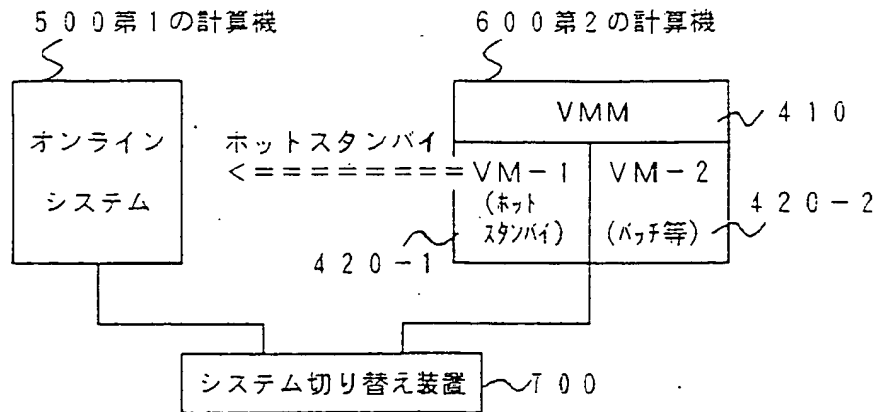 500第1の計算機
600第2の計算機
VMM
410
オンライン
システム
ホットスタンバイ
<========
VM-1
(ホット
スタンバイ)
VM-2
(バッチ等)
420-1
420-2
システム切り替え装置
700